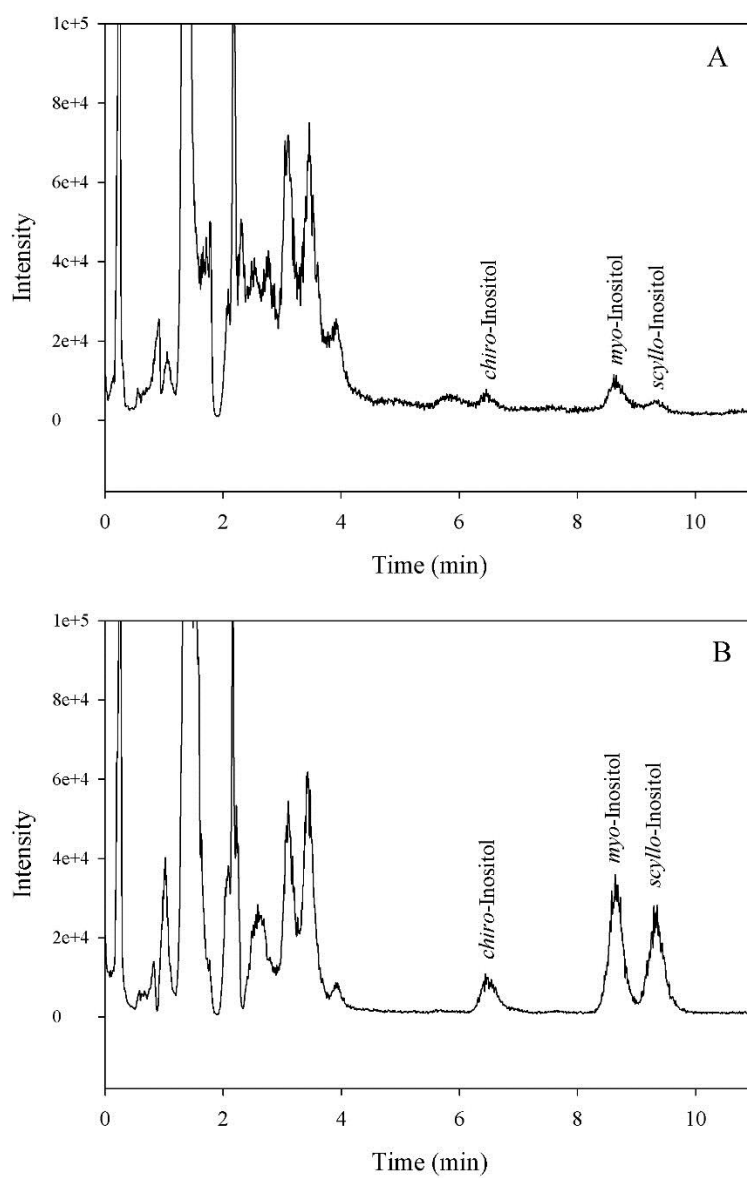 A
1e+5
8e+4
6e+4
4e+4
2e+4
0
Intensity
chiro-Inositol
myo-Inositol
scyllo-Inositol
0 2 4 6 8 10
Time (min)
B
1e+5
8e+4
6e+4
4e+4
2e+4
0
Intensity
chiro-Inositol
myo-Inositol
scyllo-Inositol
0 2 4 6 8 10
Time (min)